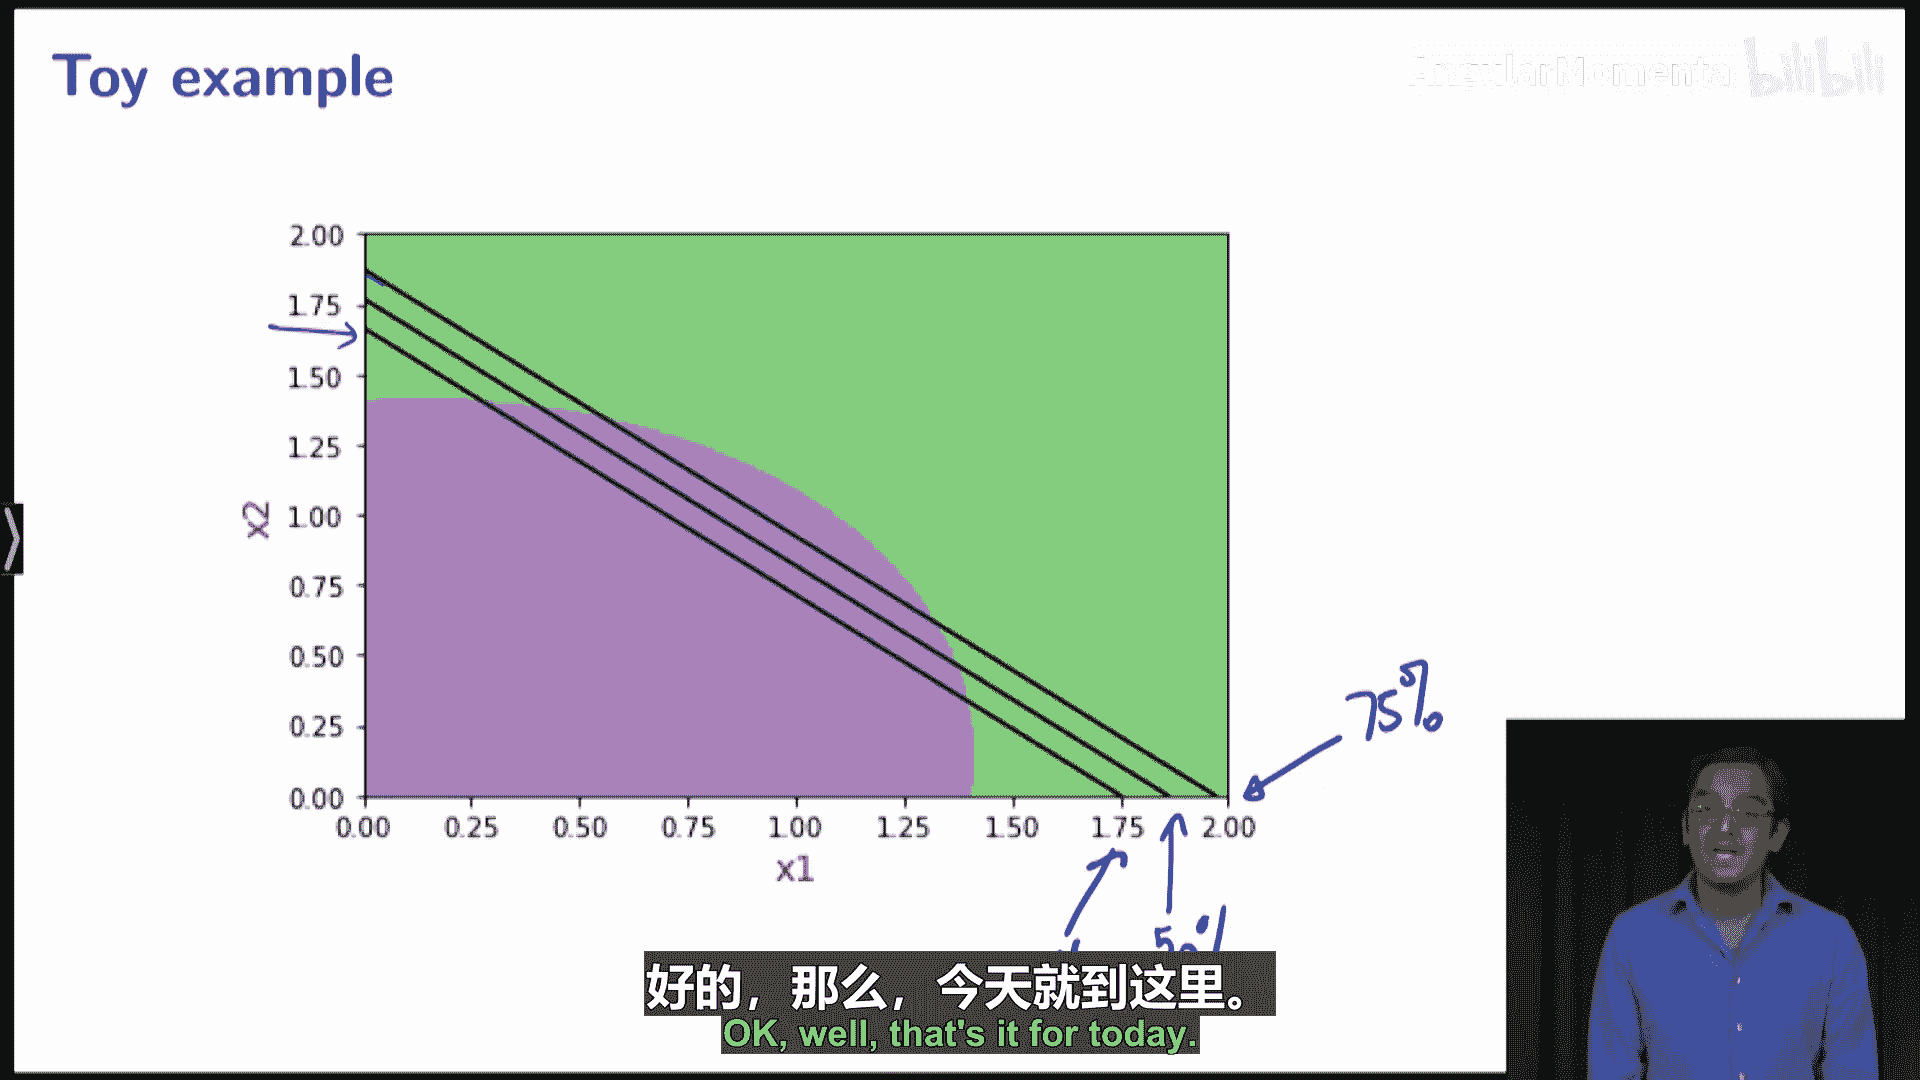 Toy example
AngularMomenta bilibili
2.00
1.75
1.50
1.25
1.00
0.75
0.50
0.25
0.00
x2
0.00 0.25 0.50 0.75 1.00 1.25 1.50 1.75 2.00
x1
75%
50%
好的，那么，今天就到这里。
OK, well, that's it for today.